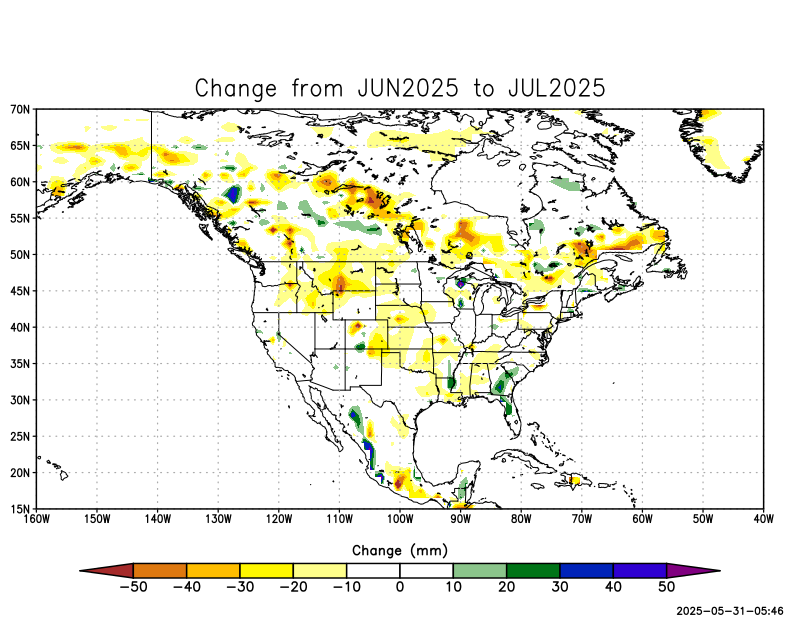 Change from JUN2025 to JUL2025
70N
65N
60N
55N
50N
45N
40N
35N
30N
25N
20N
15N
160W 150W 140W 130W 120W 110W 100W 90W 80W 70W 60W 50W 40W
Change (mm)
−50 −40 −30 −20 −10 0 10 20 30 40 50
2025-05-31-05:46